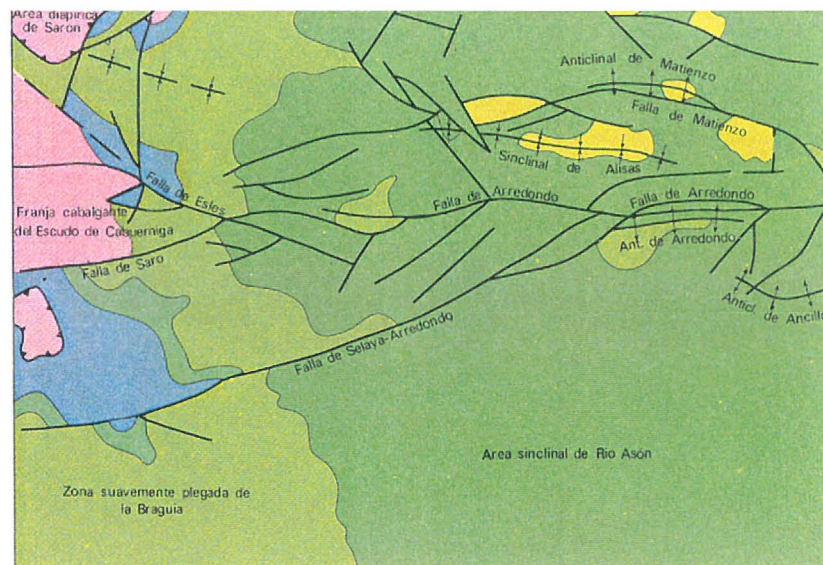 Area diapirica
de Saron
Anticlinal de Matienzo
Falla de Matienzo
Sinclinal de Alisas
Falla de Esles
Falla de Arredondo
Falla de Arredondo
Franja cabalgante
del Escudo de Cabuerniga
Ant. de Arredondo
Falla de Saro
Anticl. de Ancillo
Falla de Selaya-Arredondo
Area sinclinal de Rio Asón
Zona suavemente plegada de
la Braguia